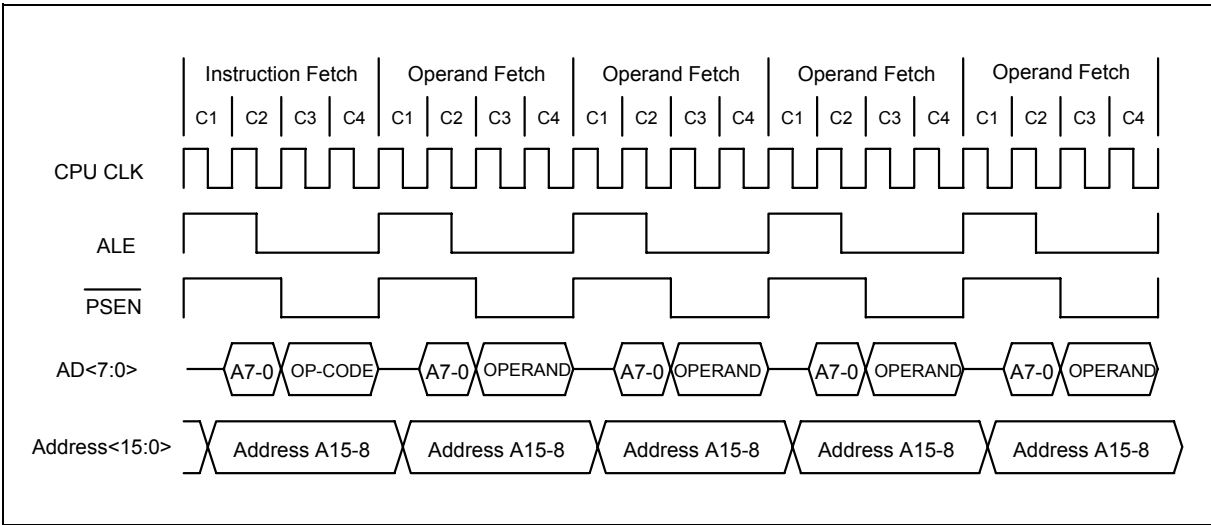 Instruction Fetch Operand Fetch Operand Fetch Operand Fetch Operand Fetch
C1 C2 C3 C4 C1 C2 C3 C4 C1 C2 C3 C4 C1 C2 C3 C4 C1 C2 C3 C4
CPU CLK
ALE
PSEN
AD<7:0> A7-0 OP-CODE A7-0 OPERAND A7-0 OPERAND A7-0 OPERAND A7-0 OPERAND
Address<15:0> Address A15-8 Address A15-8 Address A15-8 Address A15-8 Address A15-8